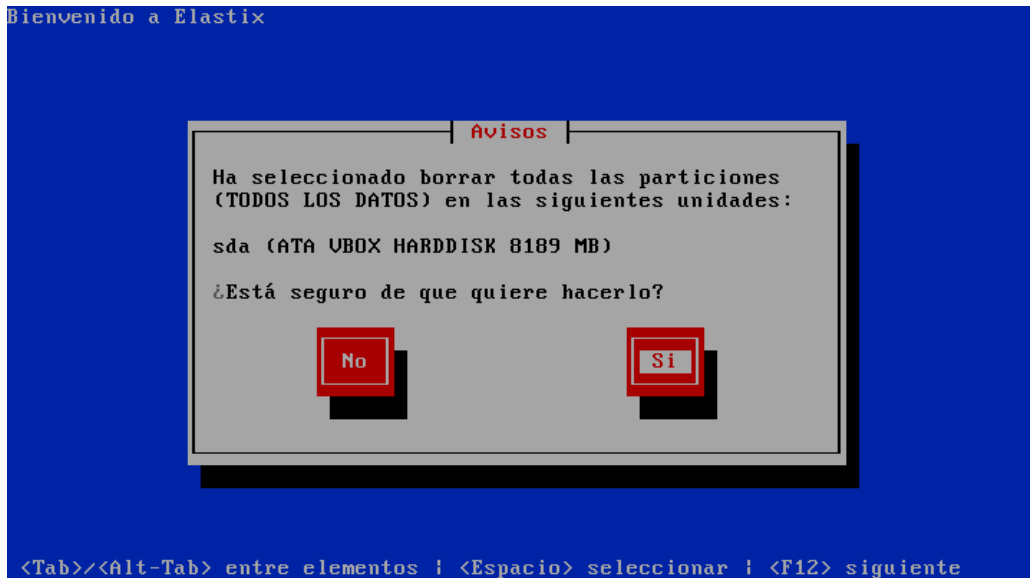 Bienvenido a Elastix
Avisos
Ha seleccionado borrar todas las particiones
(TODOS LOS DATOS) en las siguientes unidades:
sda (ATA VBOX HARDDISK 8189 MB)
¿Está seguro de que quiere hacerlo?
No Si
<Tab>/<Alt-Tab> entre elementos | <Espacio> seleccionar | <F12> siguiente